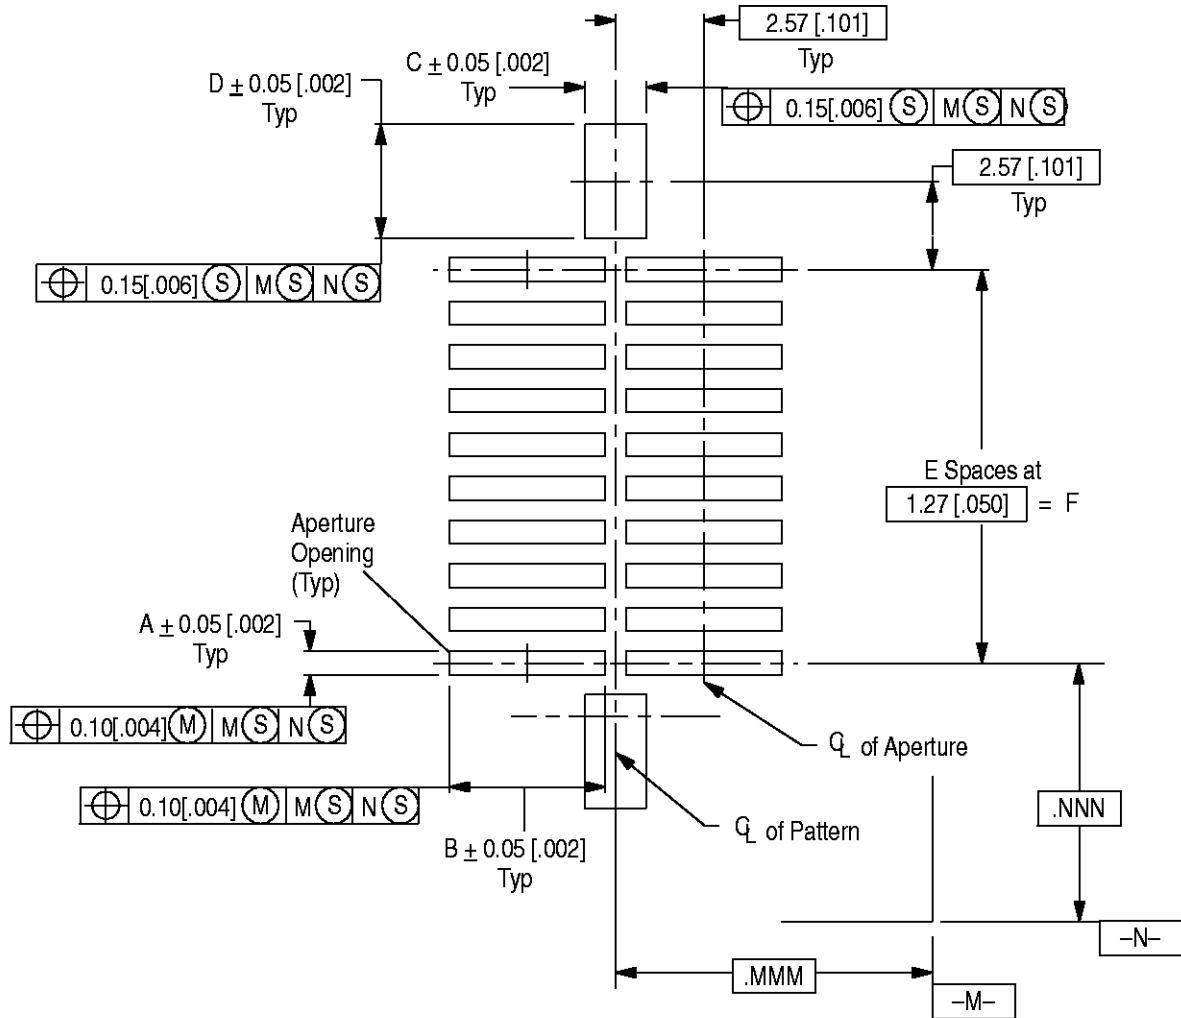 2.57 [.101]
Typ
C ± 0.05 [.002]
Typ
D ± 0.05 [.002]
Typ
0.15[.006] S M S N S
2.57 [.101]
Typ
0.15[.006] S M S N S
E Spaces at
1.27 [.050] = F
Aperture
Opening
(Typ)
A ± 0.05 [.002]
Typ
0.10[.004] M M S N S
CL of Aperture
0.10[.004] M M S N S
.NNN
CL of Pattern
B ± 0.05 [.002]
Typ
–N–
.MMM
–M–